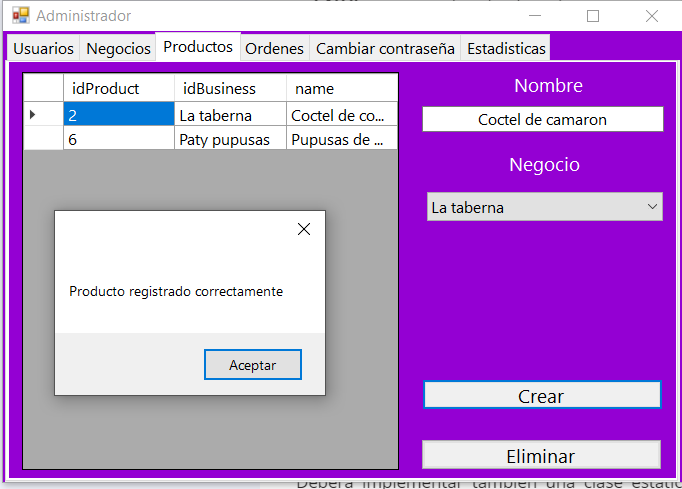 Administrador
Usuarios Negocios Productos Ordenes Cambiar contraseña Estadisticas
idProduct idBusiness name
2 La taberna Coctel de co...
6 Paty pupusas Pupusas de ...
Nombre
Coctel de camaron
Negocio
La taberna
Producto registrado correctamente
Aceptar
Crear
Eliminar
Deberá implementar también una clase estátic